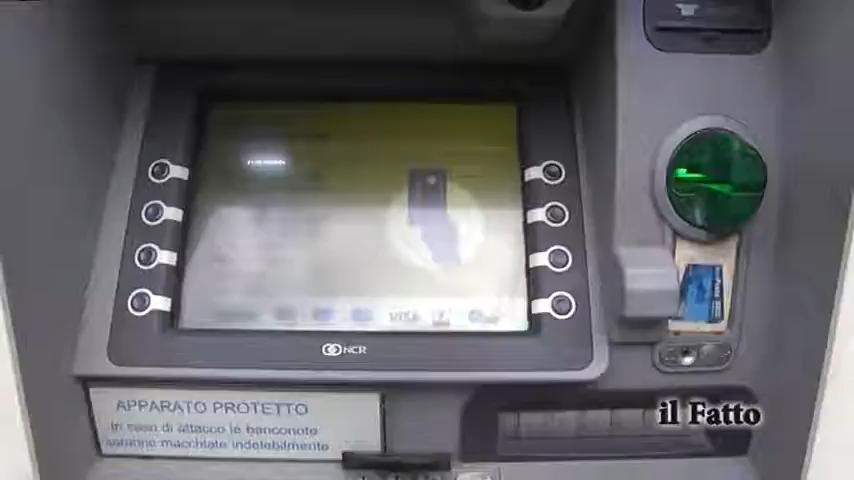 VISA
NCR
APPARATO PROTETTO
In caso di attacco le banconote
saranno macchiate indelebilmente
il Fatto